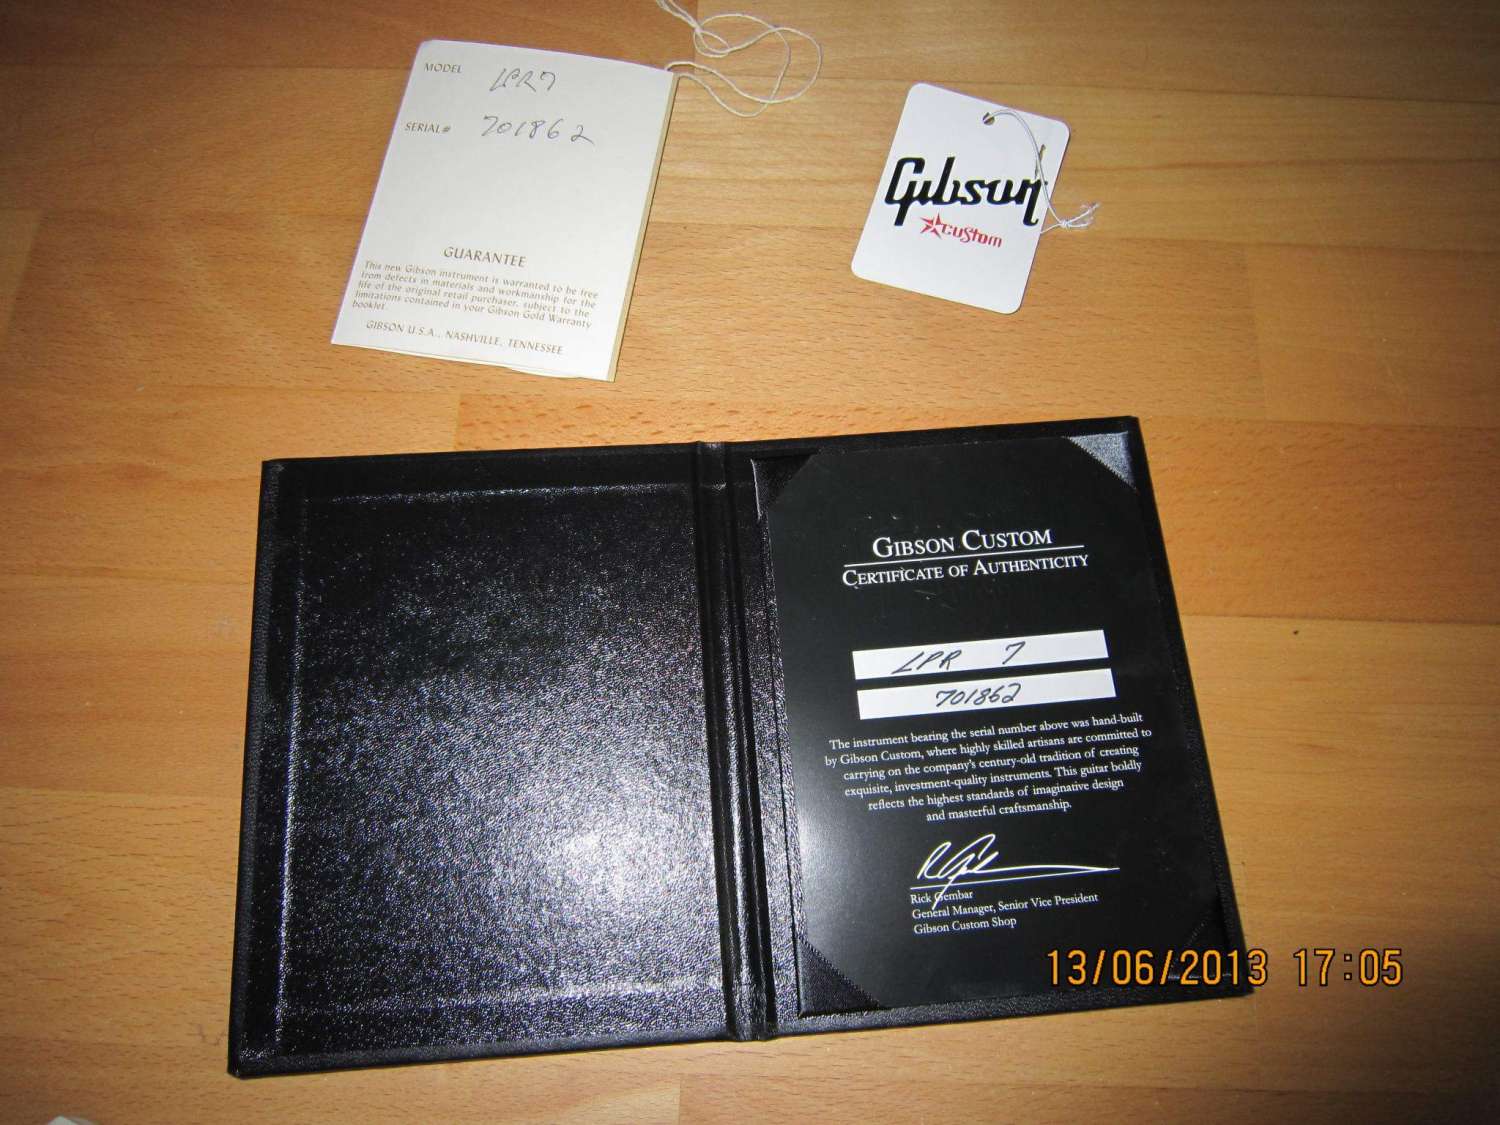 MODEL LPR7
SERIAL# 701862
GUARANTEE
This new Gibson instrument is warranted to be free
from defects in materials and workmanship for the
life of the original retail purchaser, subject to the
limitations contained in your Gibson Gold Warranty
booklet.
GIBSON U.S.A., NASHVILLE, TENNESSEE
Gibson
custom
GIBSON CUSTOM
CERTIFICATE OF AUTHENTICITY
LPR 7
701862
The instrument bearing the serial number above was hand-built
by Gibson Custom, where highly skilled artisans are committed to
carrying on the company's century-old tradition of creating
exquisite, investment-quality instruments. This guitar boldly
reflects the highest standards of imaginative design
and masterful craftsmanship.
Rick Gembar
General Manager, Senior Vice President
Gibson Custom Shop
13/06/2013 17:05